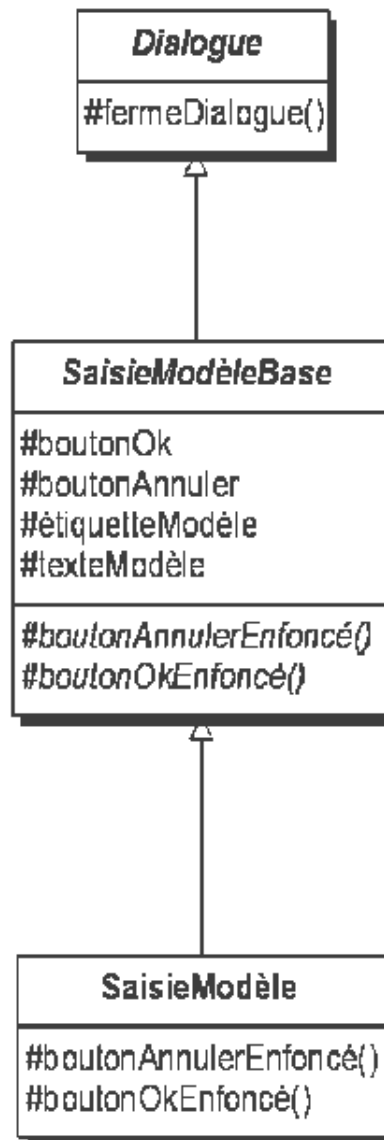 Dialogue
#fermeDialogue()
SaisieModèleBase
#boutonOk
#boutonAnnuler
#étiquetteModèle
#texteModèle
#boutonAnnulerEnfoncé()
#boutonOkEnfoncé()
SaisieModèle
#boutonAnnulerEnfoncé()
#boutonOkEnfoncé()